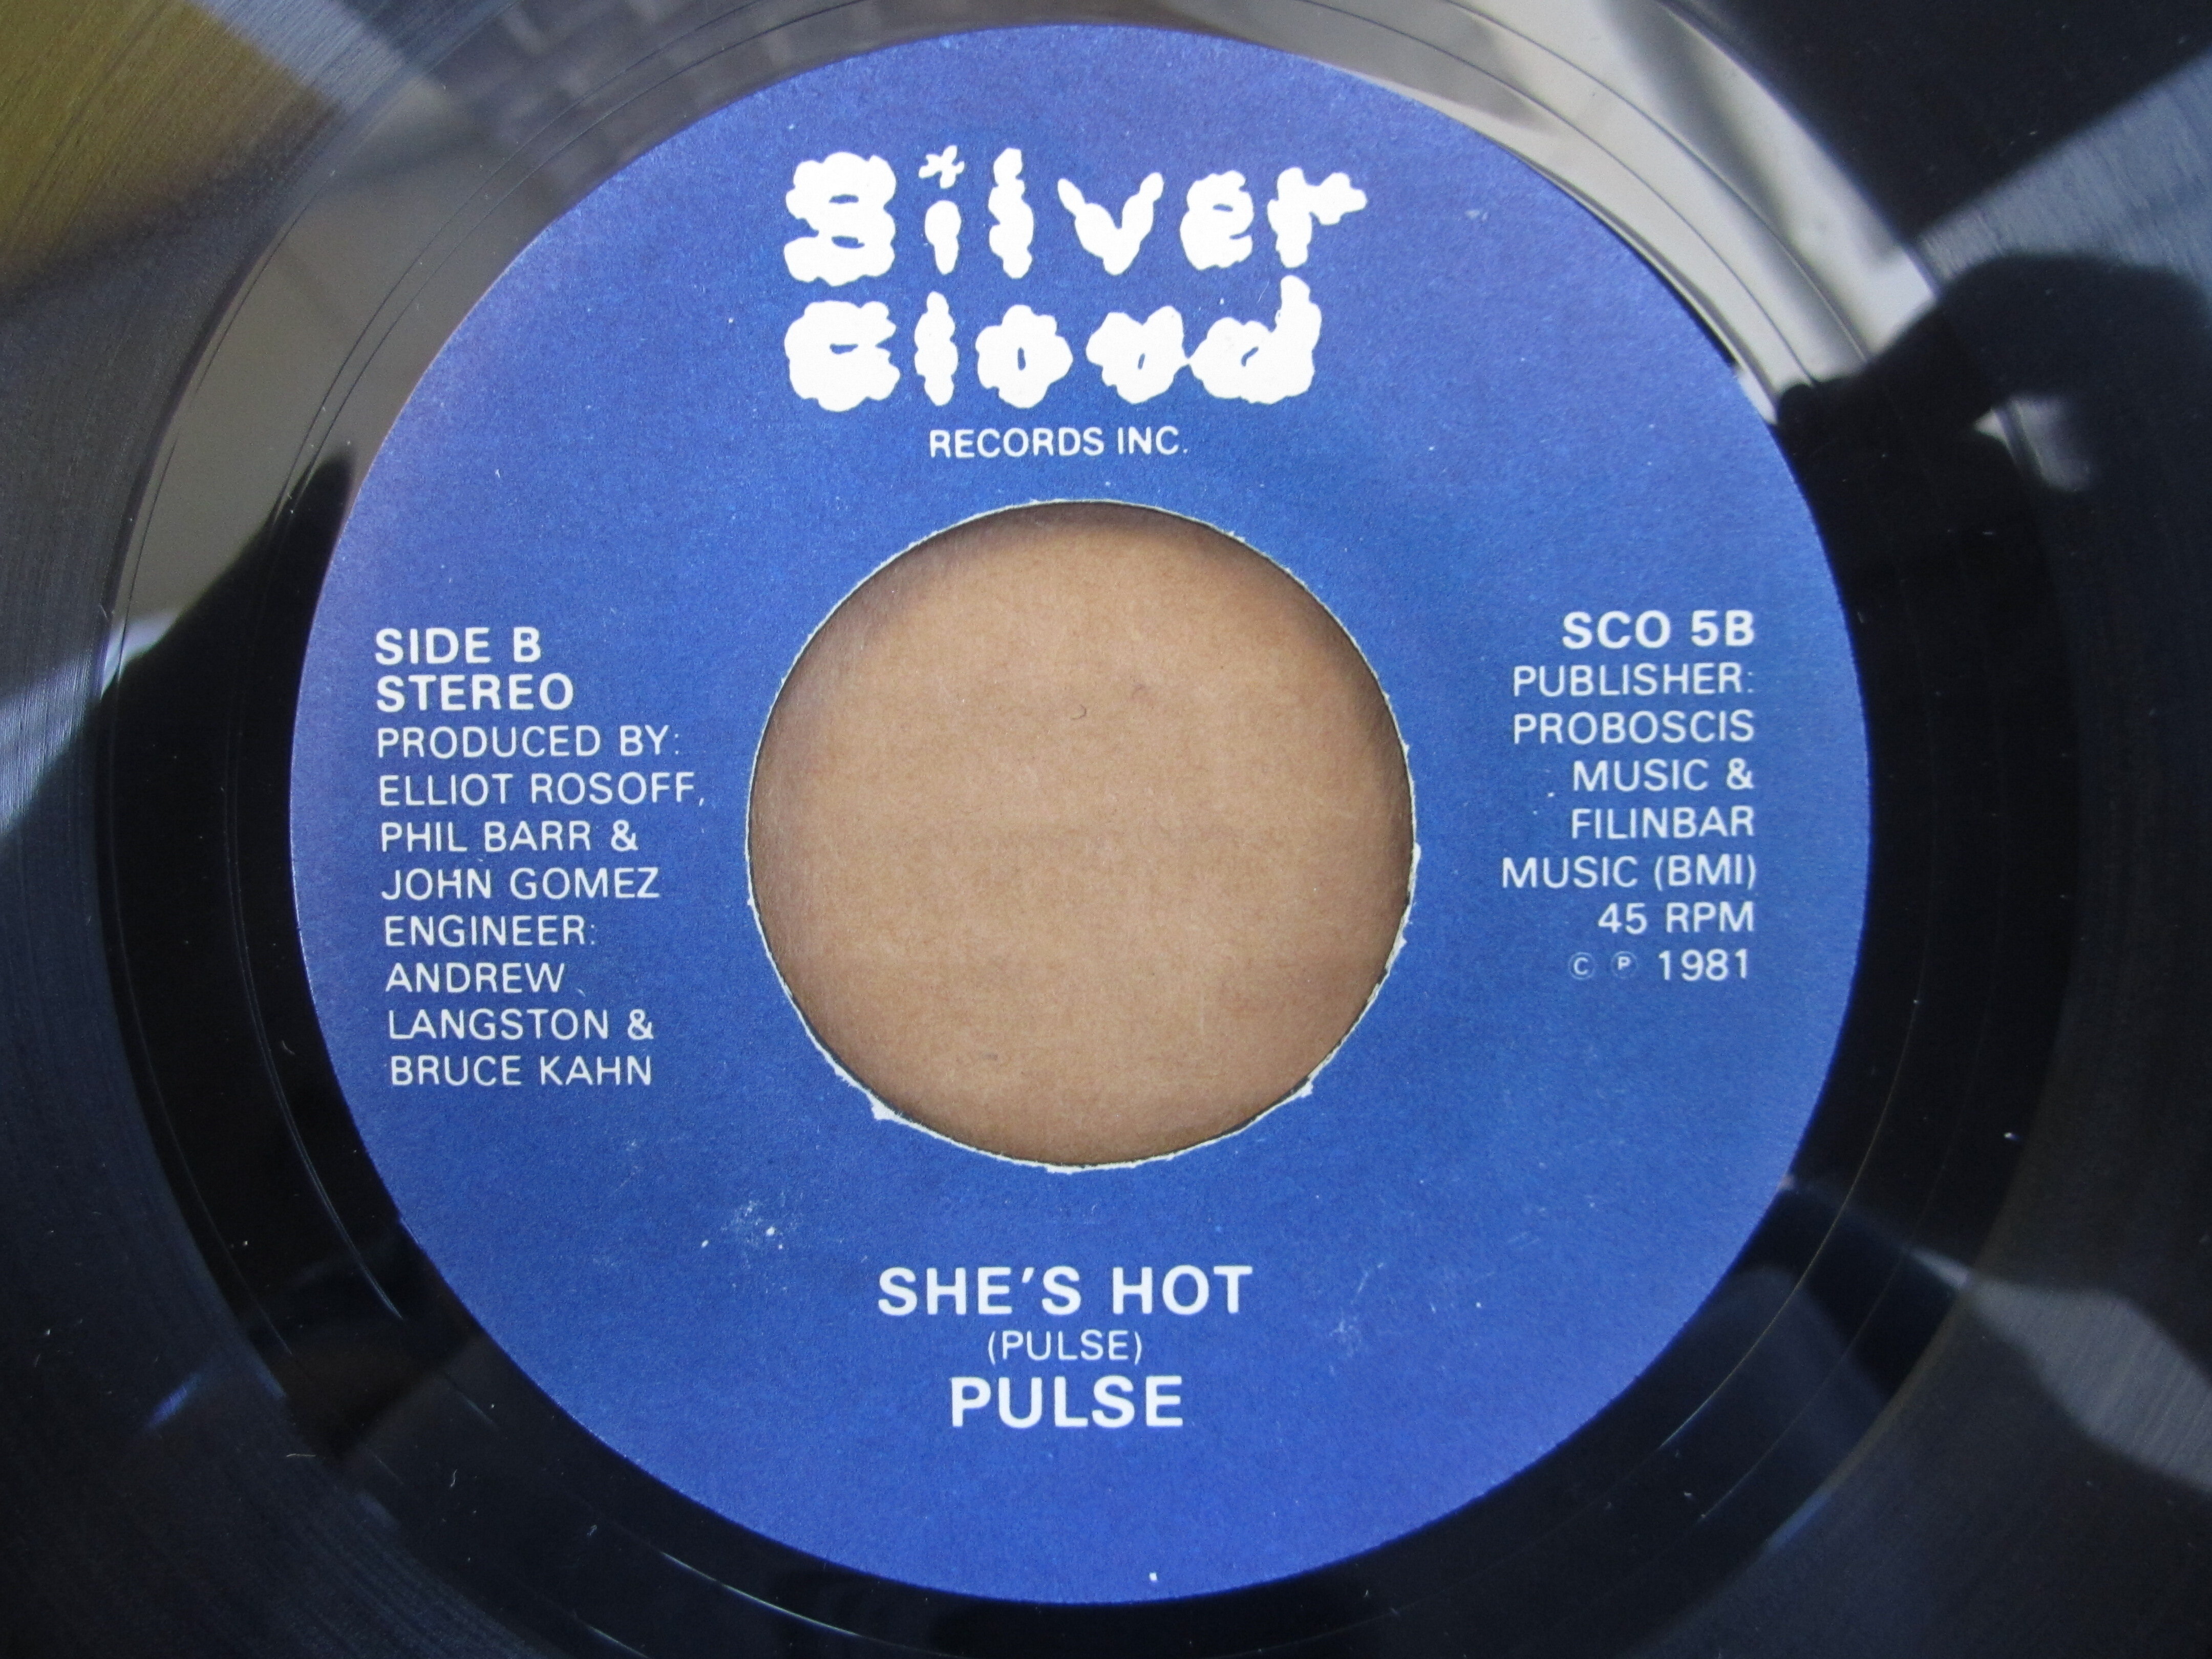 Silver
Cloud
RECORDS INC.
SIDE B
STEREO
PRODUCED BY:
ELLIOT ROSOFF,
PHIL BARR &
JOHN GOMEZ
ENGINEER:
ANDREW
LANGSTON &
BRUCE KAHN
SCO 5B
PUBLISHER:
PROBOSCIS
MUSIC &
FILINBAR
MUSIC (BMI)
45 RPM
© ℗ 1981
SHE'S HOT
(PULSE)
PULSE